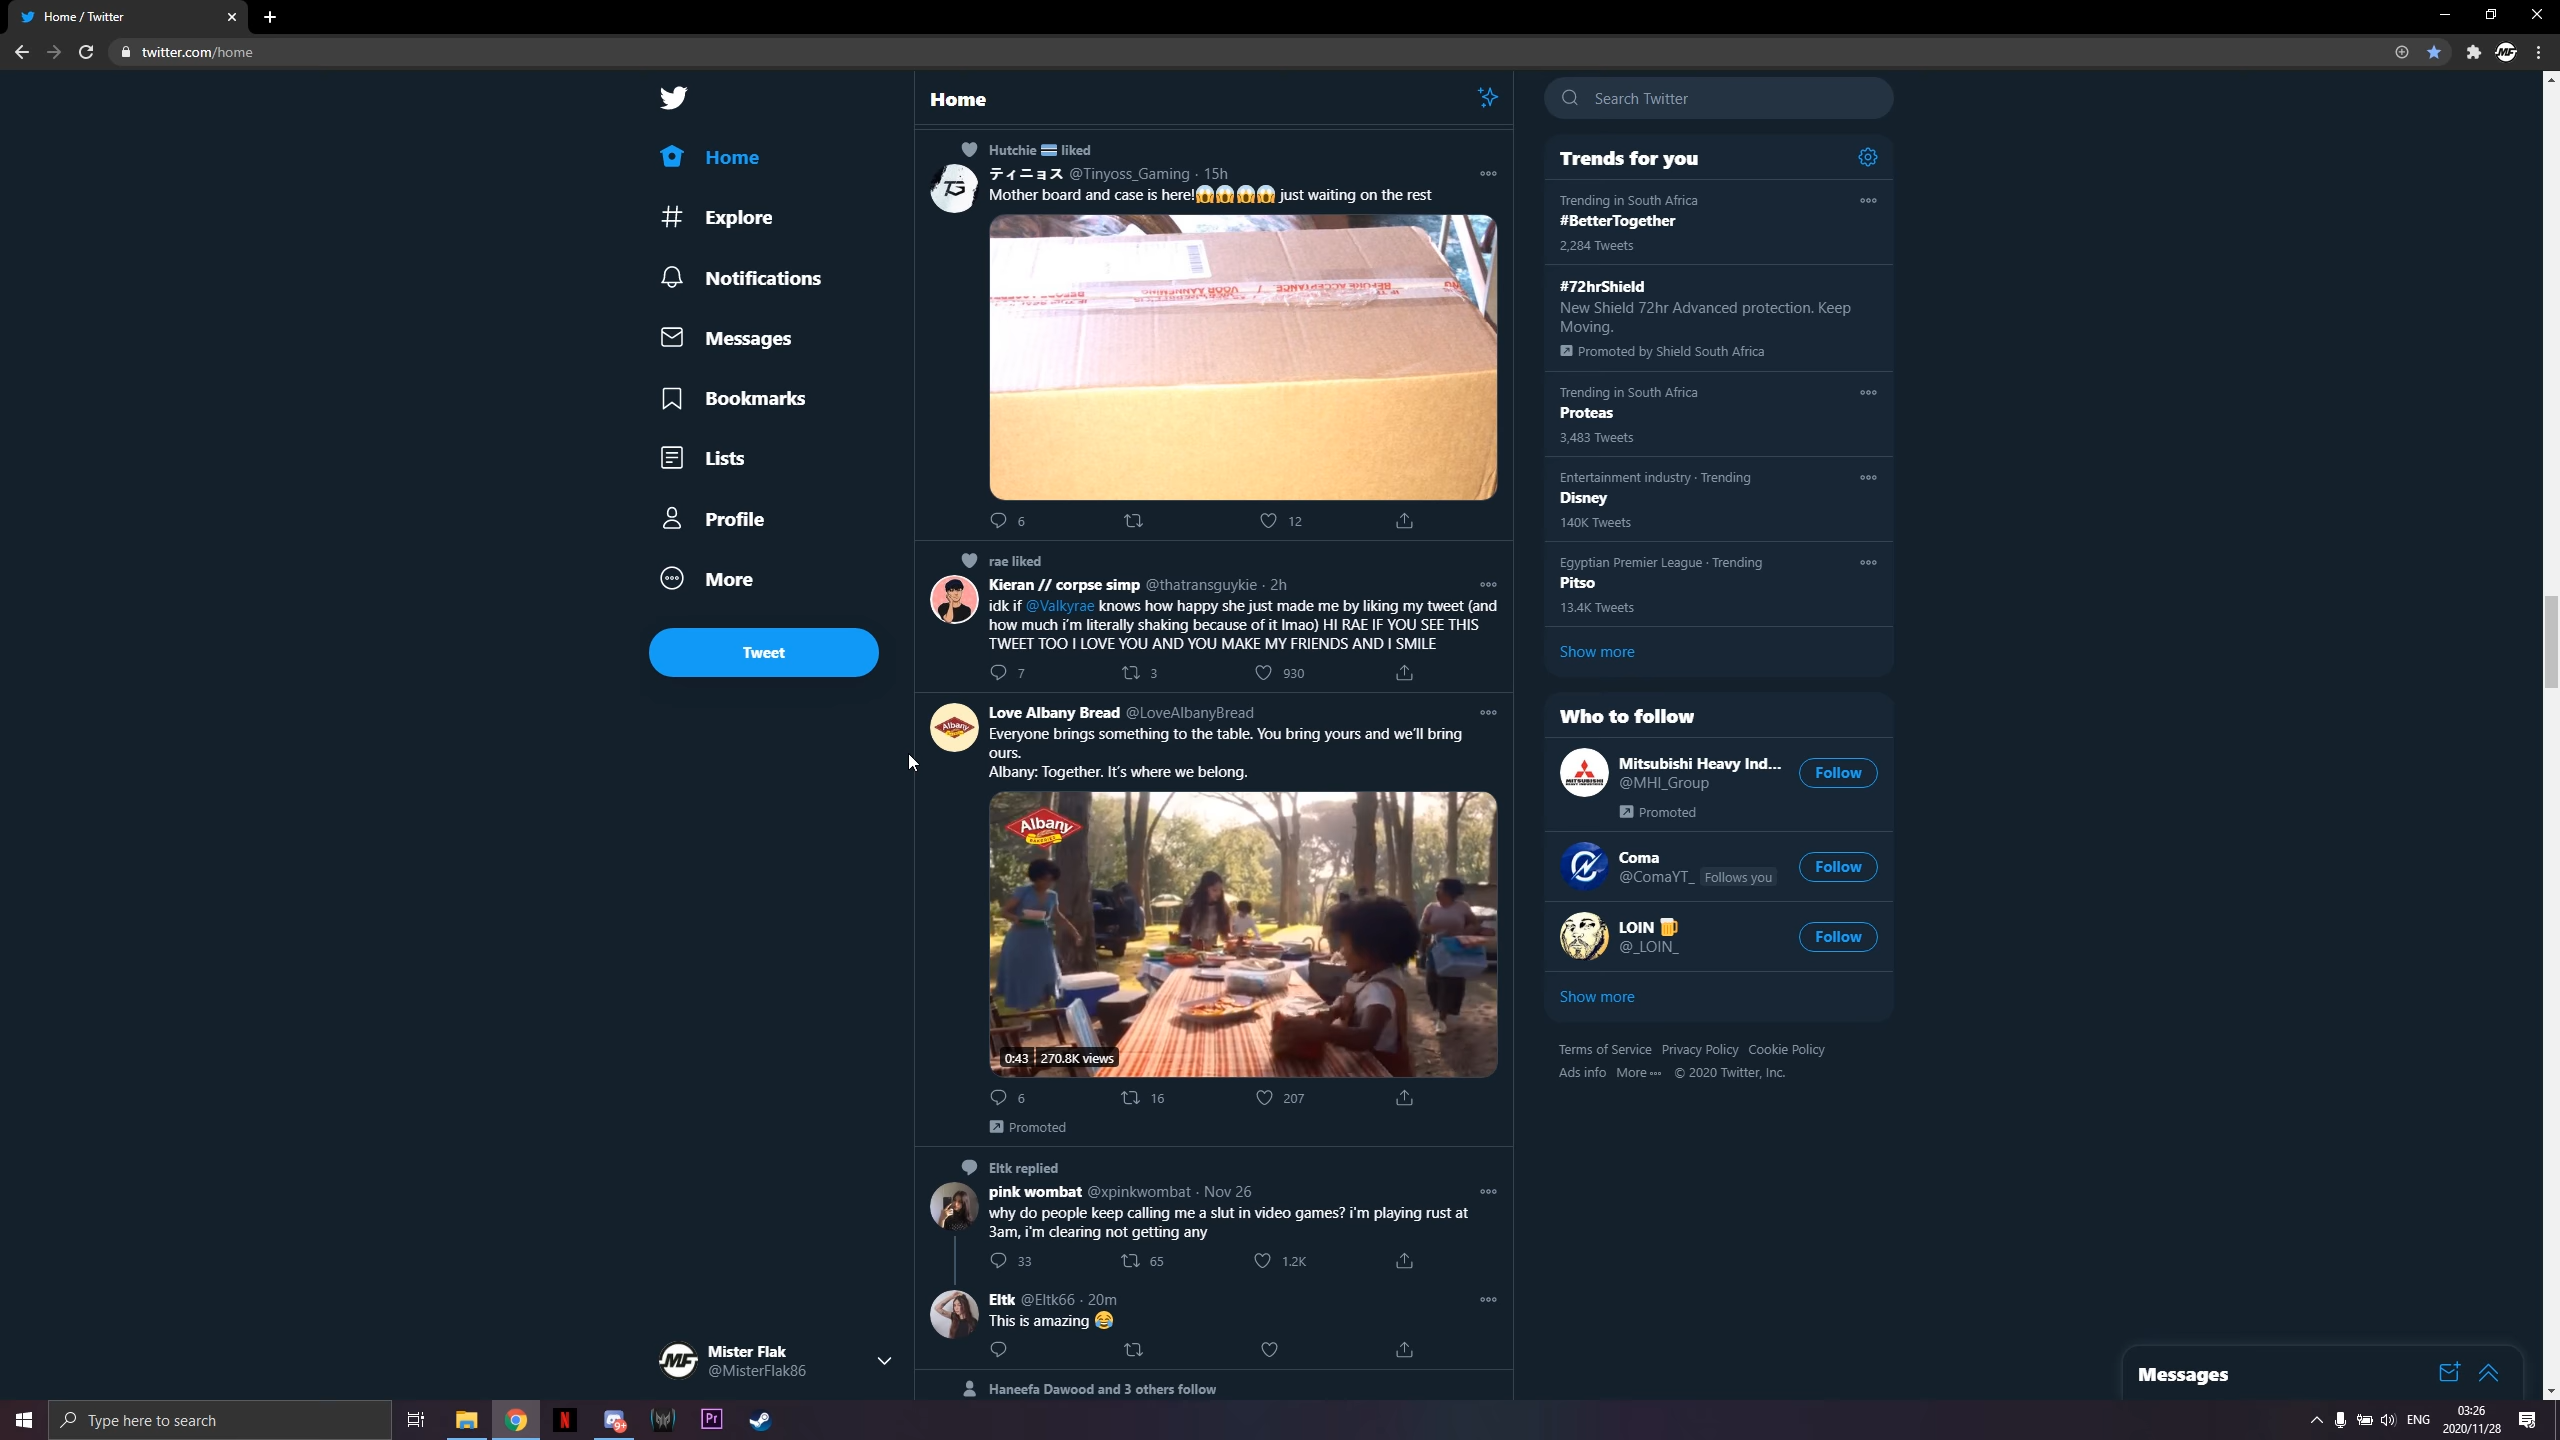 Home / Twitter
twitter.com/home
Home
Explore
Notifications
Messages
Bookmarks
Lists
Profile
More
Tweet
Mister Flak
@MisterFlak86
Home
Hutchie liked
ティニョス @Tinyoss_Gaming · 15h
Mother board and case is here!😱😱😱😱 just waiting on the rest
6
12
rae liked
Kieran // corpse simp @thatransguykie · 2h
idk if @Valkyrae knows how happy she just made me by liking my tweet (and
how much i'm literally shaking because of it lmao) HI RAE IF YOU SEE THIS
TWEET TOO I LOVE YOU AND YOU MAKE MY FRIENDS AND I SMILE
7 3 930
Love Albany Bread @LoveAlbanyBread
Everyone brings something to the table. You bring yours and we'll bring
ours.
Albany: Together. It's where we belong.
Albany
0:43 270.8K views
6 16 207
Promoted
Eltk replied
pink wombat @xpinkwombat · Nov 26
why do people keep calling me a slut in video games? i'm playing rust at
3am, i'm clearing not getting any
33 65 1.2K
Eltk @Eltk66 · 20m
This is amazing 😂
Haneefa Dawood and 3 others follow
Search Twitter
Trends for you
Trending in South Africa
#BetterTogether
2,284 Tweets
#72hrShield
New Shield 72hr Advanced protection. Keep
Moving.
Promoted by Shield South Africa
Trending in South Africa
Proteas
3,483 Tweets
Entertainment industry · Trending
Disney
140K Tweets
Egyptian Premier League · Trending
Pitso
13.4K Tweets
Show more
Who to follow
Mitsubishi Heavy Ind...
@MHI_Group
Follow
Promoted
Coma
@ComaYT_ Follows you
Follow
LOIN 🍺
@_LOIN_
Follow
Show more
Terms of Service Privacy Policy Cookie Policy
Ads info More ··· © 2020 Twitter, Inc.
Messages
Type here to search
ENG
03:26
2020/11/28